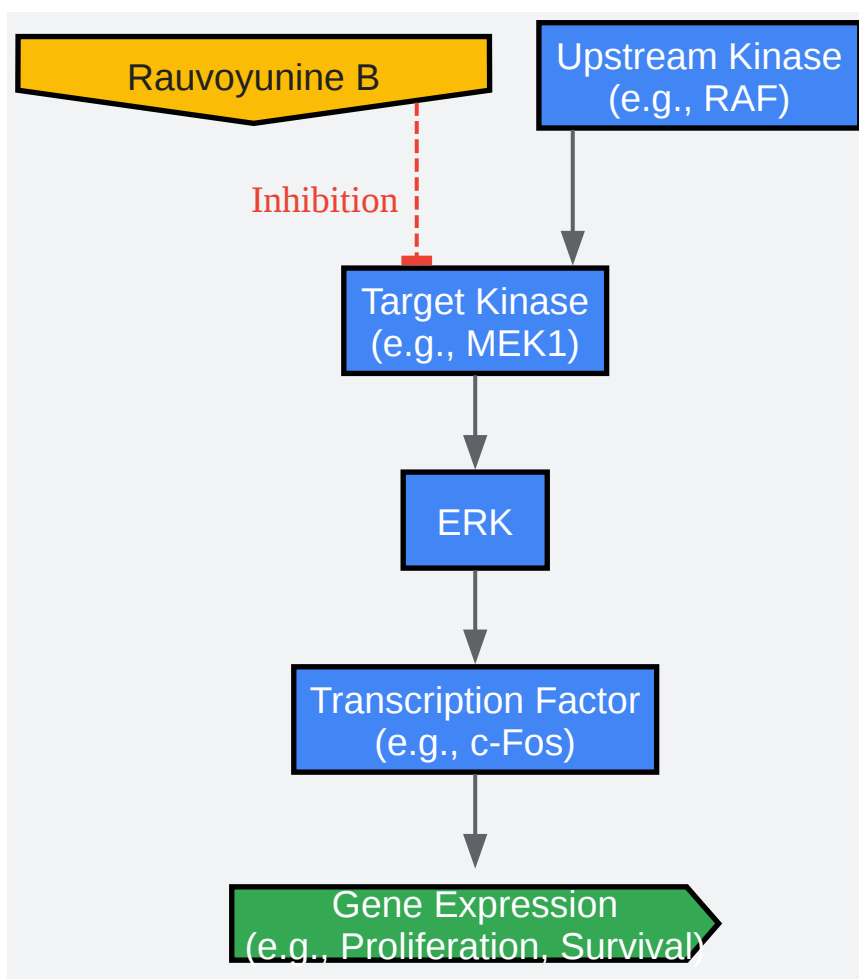 Rauvoyunine B
Upstream Kinase
(e.g., RAF)
Inhibition
Target Kinase
(e.g., MEK1)
ERK
Transcription Factor
(e.g., c-Fos)
Gene Expression
(e.g., Proliferation, Survival)